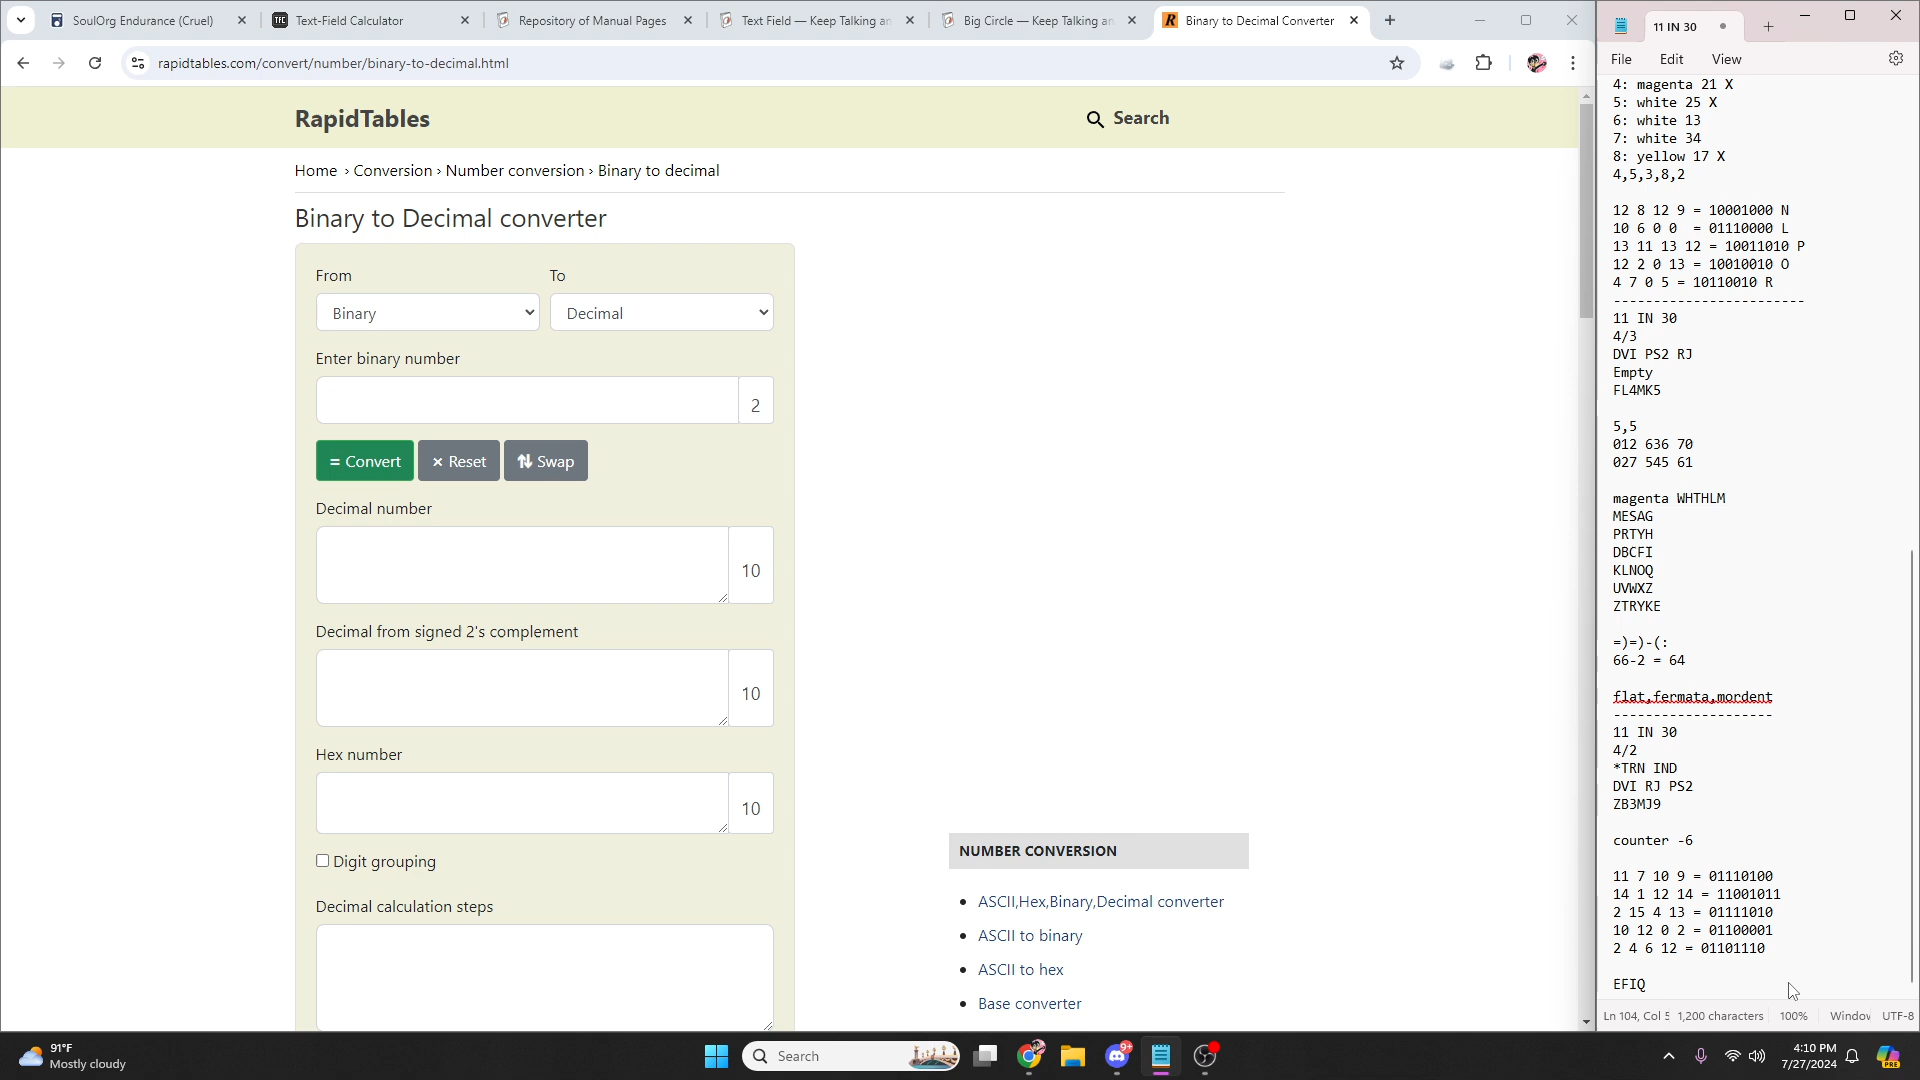 SoulOrg Endurance (Cruel)
Text-Field Calculator
Repository of Manual Pages
Text Field — Keep Talking an
Big Circle — Keep Talking an
Binary to Decimal Converter
rapidtables.com/convert/number/binary-to-decimal.html
RapidTables
Search
Home › Conversion › Number conversion › Binary to decimal
Binary to Decimal converter
From To
Binary Decimal
Enter binary number
2
= Convert × Reset Swap
Decimal number
10
Decimal from signed 2's complement
10
Hex number
10
Digit grouping
Decimal calculation steps
NUMBER CONVERSION
ASCII,Hex,Binary,Decimal converter
ASCII to binary
ASCII to hex
Base converter
11 IN 30
File Edit View
4: magenta 21 X
5: white 25 X
6: white 13
7: white 34
8: yellow 17 X
4,5,3,8,2
12 8 12 9 = 10001000 N
10 6 0 0  = 01110000 L
13 11 13 12 = 10011010 P
12 2 0 13 = 10010010 O
4 7 0 5 = 10110010 R
------------------------
11 IN 30
4/3
DVI PS2 RJ
Empty
FL4MK5
5,5
012 636 70
027 545 61
magenta WHTHLM
MESAG
PRTYH
DBCFI
KLNOQ
UVWXZ
ZTRYKE
=)=)-(:
66-2 = 64
flat,fermata,mordent
--------------------
11 IN 30
4/2
*TRN IND
DVI RJ PS2
ZB3MJ9
counter -6
11 7 10 9 = 01110100
14 1 12 14 = 11001011
2 15 4 13 = 01111010
10 12 0 2 = 01100001
2 4 6 12 = 01101110
EFIQ
Ln 104, Col 5 1,200 characters 100% Window UTF-8
91°F
Mostly cloudy
Search
9+
4:10 PM
7/27/2024
PRE